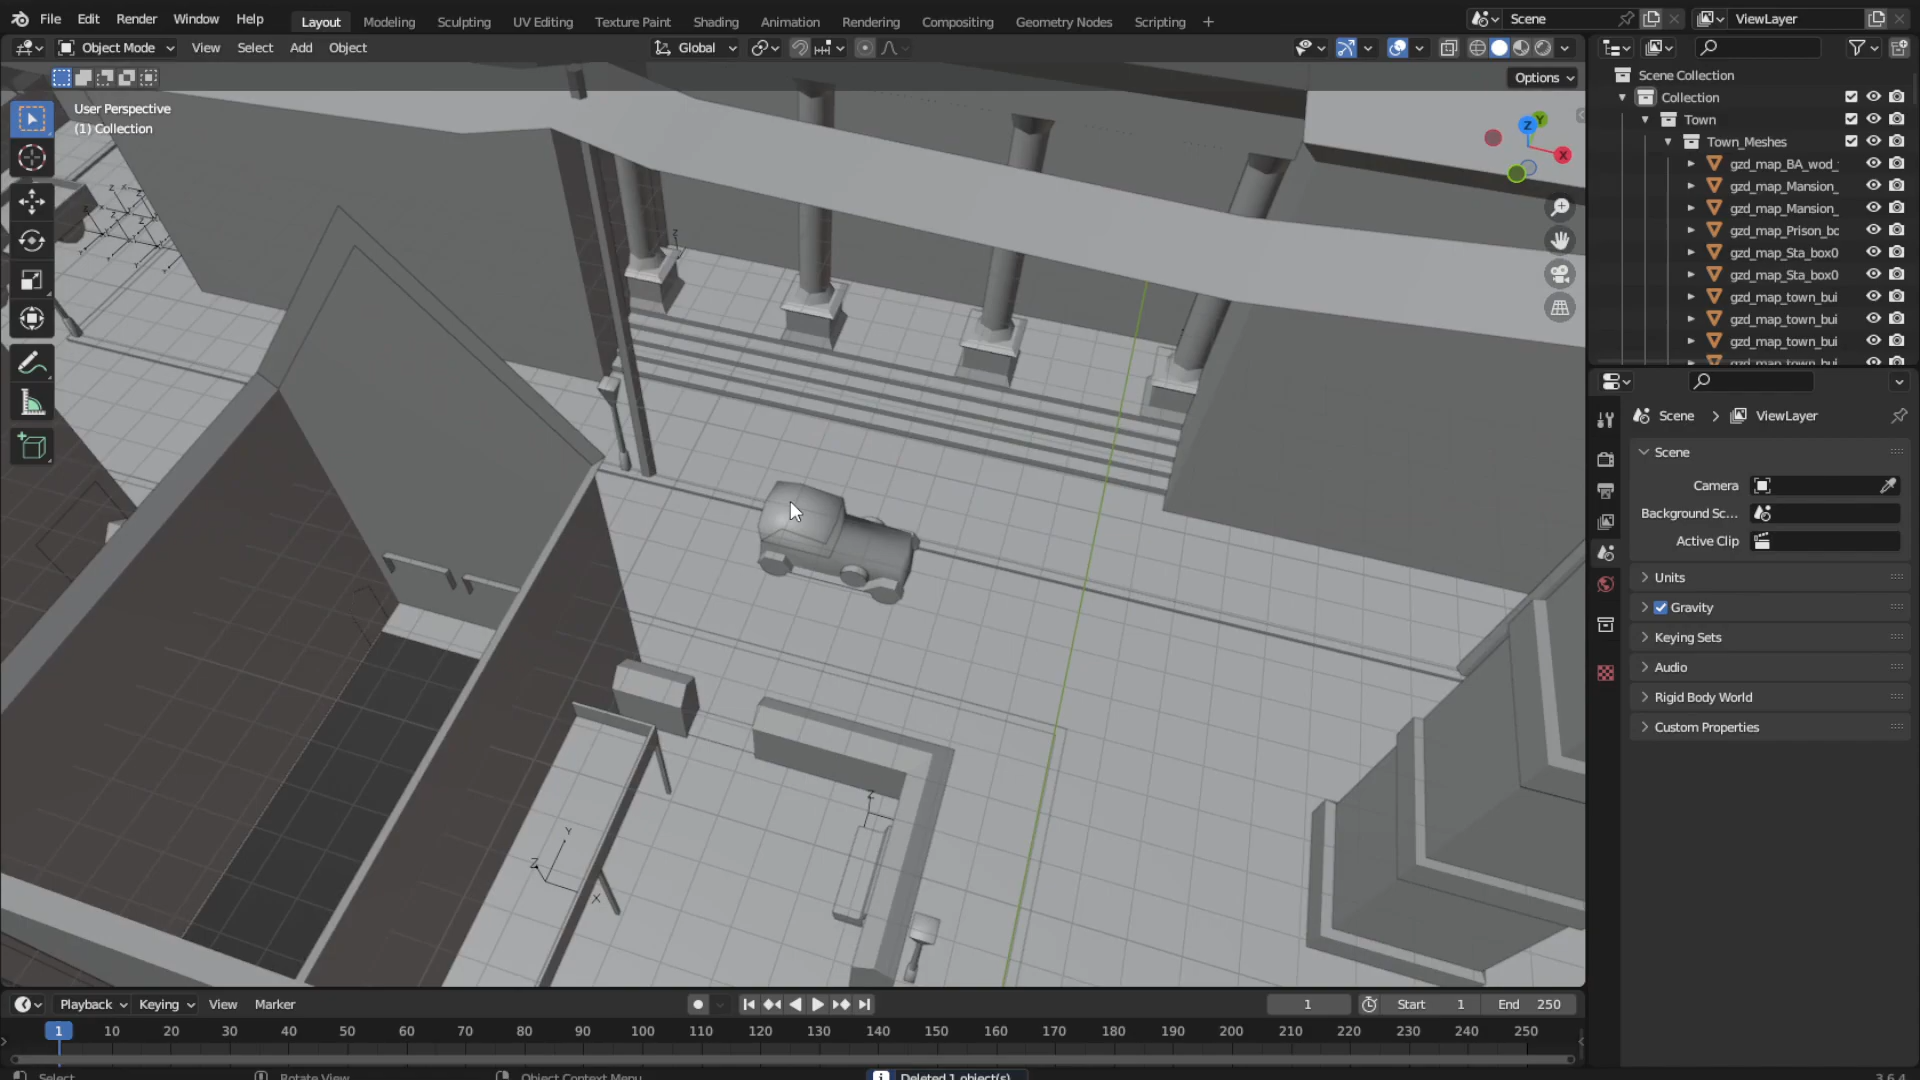 File Edit Render Window Help Layout Modeling Sculpting UV Editing Texture Paint Shading Animation Rendering Compositing Geometry Nodes Scripting Scene ViewLayer
Object Mode View Select Add Object Global
Options
User Perspective
(1) Collection
Z Y X
Scene Collection
Collection
Town
Town_Meshes
gzd_map_BA_wod_
gzd_map_Mansion_
gzd_map_Mansion_
gzd_map_Prison_bo
gzd_map_Sta_box0
gzd_map_Sta_box0
gzd_map_town_bui
gzd_map_town_bui
gzd_map_town_bui
gzd_map_town_bui
Scene > ViewLayer
Scene
Camera
Background Sc...
Active Clip
Units
Gravity
Keying Sets
Audio
Rigid Body World
Custom Properties
Playback Keying View Marker 1 Start 1 End 250
1 10 20 30 40 50 60 70 80 90 100 110 120 130 140 150 160 170 180 190 200 210 220 230 240 250
Select Rotate View Object Context Menu Deleted 1 object(s) 3.6.4